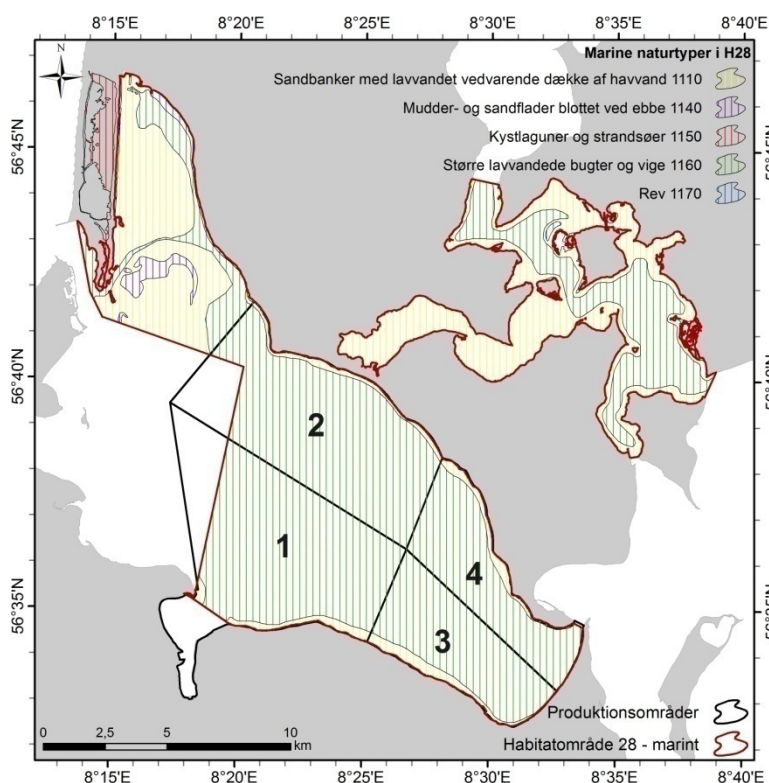 8°15'E 8°20'E 8°25'E 8°30'E 8°35'E 8°40'E
N
Marine naturtyper i H28
Sandbanker med lavvandet vedvarende dække af havvand 1110
Mudder- og sandflader blottet ved ebbe 1140
Kystlaguner og strandsøer 1150
Større lavvandede bugter og vige 1160
Rev 1170
56°45'N
56°40'N
56°35'N
2
1
4
3
Produktionsområder
Habitatområde 28 - marint
0 2,5 5 10
km
8°15'E 8°20'E 8°25'E 8°30'E 8°35'E 8°40'E